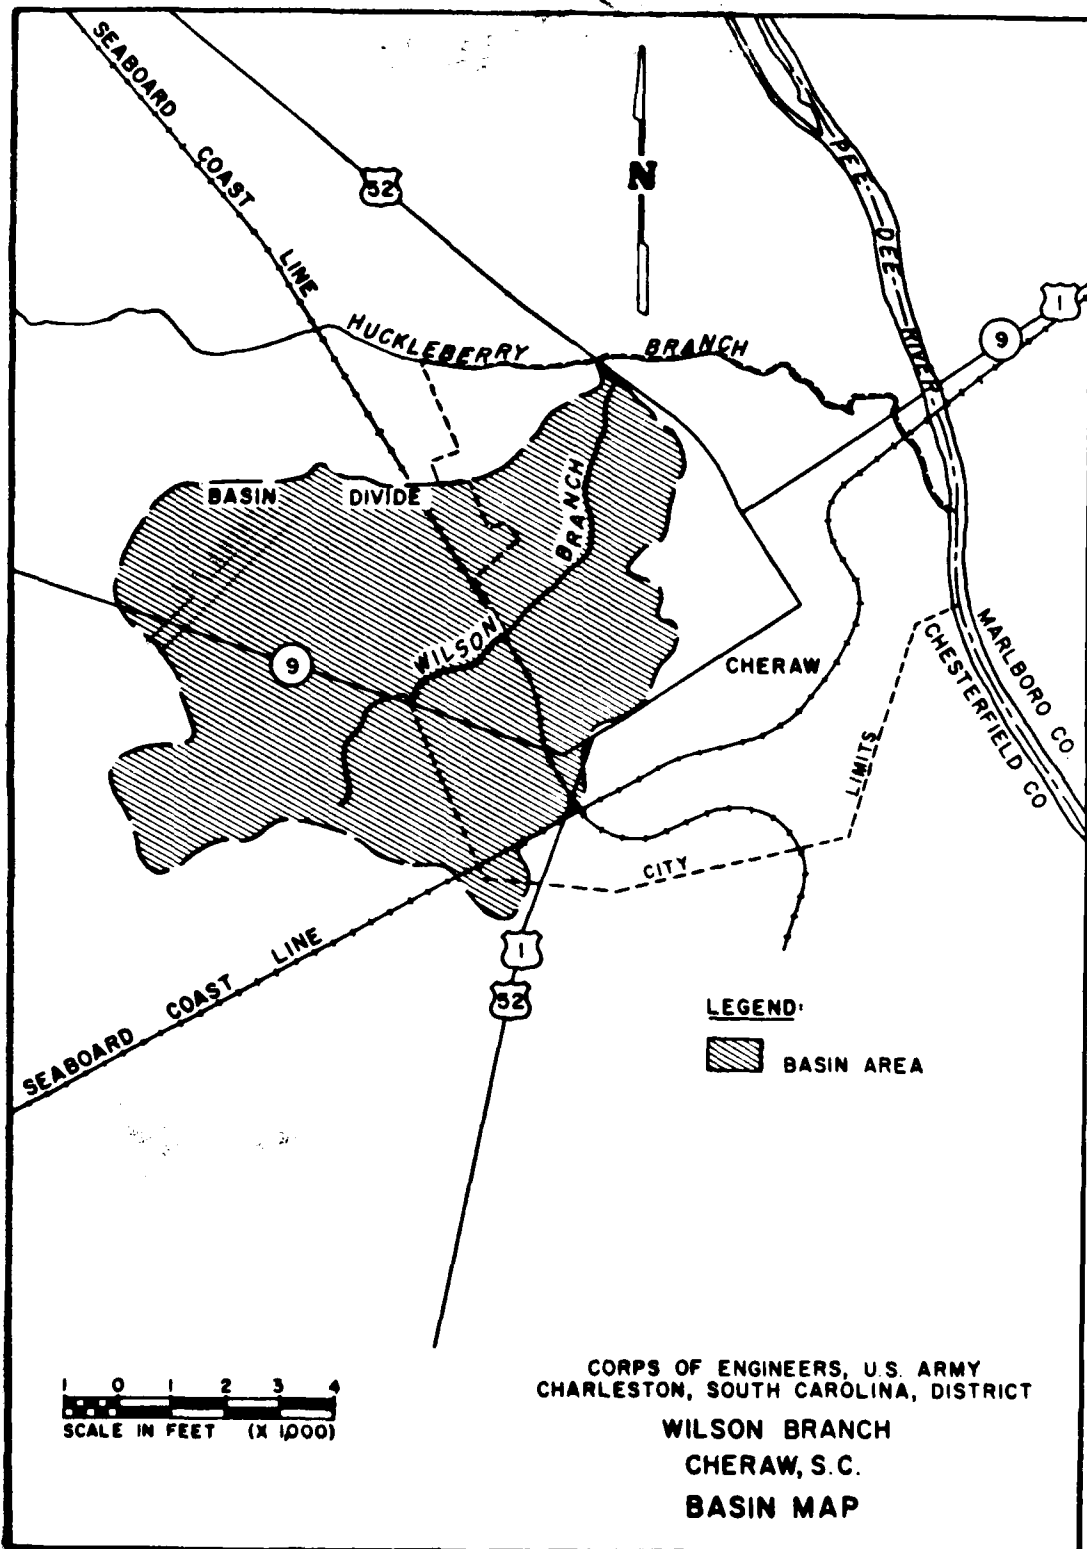 SEABOARD COAST LINE
52
N
PEE DEE RIVER
1
9
HUCKLEBERRY BRANCH
BASIN DIVIDE
WILSON BRANCH
9
CHERAW
MARLBORO CO.
CHESTERFIELD CO
CITY LIMITS
SEABOARD COAST LINE
1
52
LEGEND:
BASIN AREA
1 0 1 2 3 4
SCALE IN FEET (X 1,000)
CORPS OF ENGINEERS, U.S. ARMY
CHARLESTON, SOUTH CAROLINA, DISTRICT
WILSON BRANCH
CHERAW, S.C.
BASIN MAP